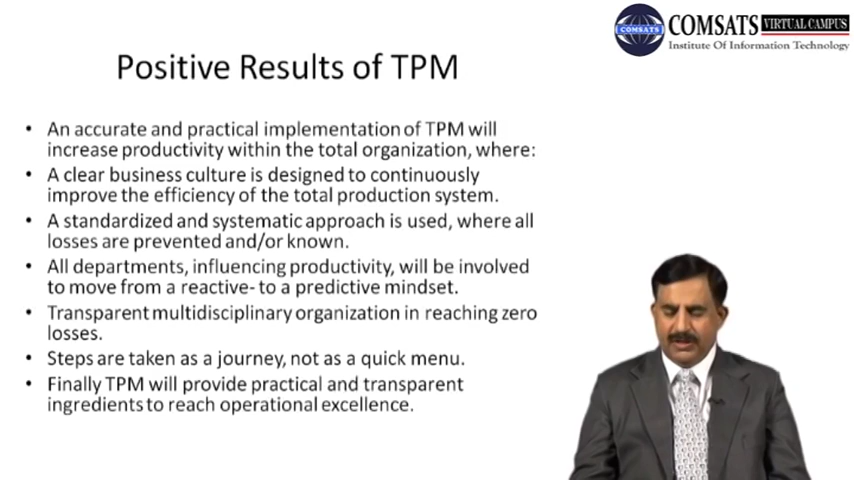 COMSATS VIRTUAL CAMPUS
COMSATS
Institute Of Information Technology
Positive Results of TPM
• An accurate and practical implementation of TPM will
increase productivity within the total organization, where:
• A clear business culture is designed to continuously
improve the efficiency of the total production system.
• A standardized and systematic approach is used, where all
losses are prevented and/or known.
• All departments, influencing productivity, will be involved
to move from a reactive- to a predictive mindset.
• Transparent multidisciplinary organization in reaching zero
losses.
• Steps are taken as a journey, not as a quick menu.
• Finally TPM will provide practical and transparent
ingredients to reach operational excellence.